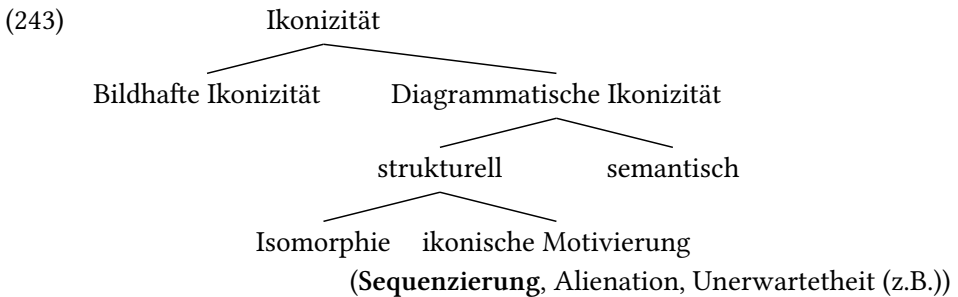 (243) Ikonizität
Bildhafte Ikonizität Diagrammatische Ikonizität
strukturell semantisch
Isomorphie ikonische Motivierung
(Sequenzierung, Alienation, Unerwartetheit (z.B.))